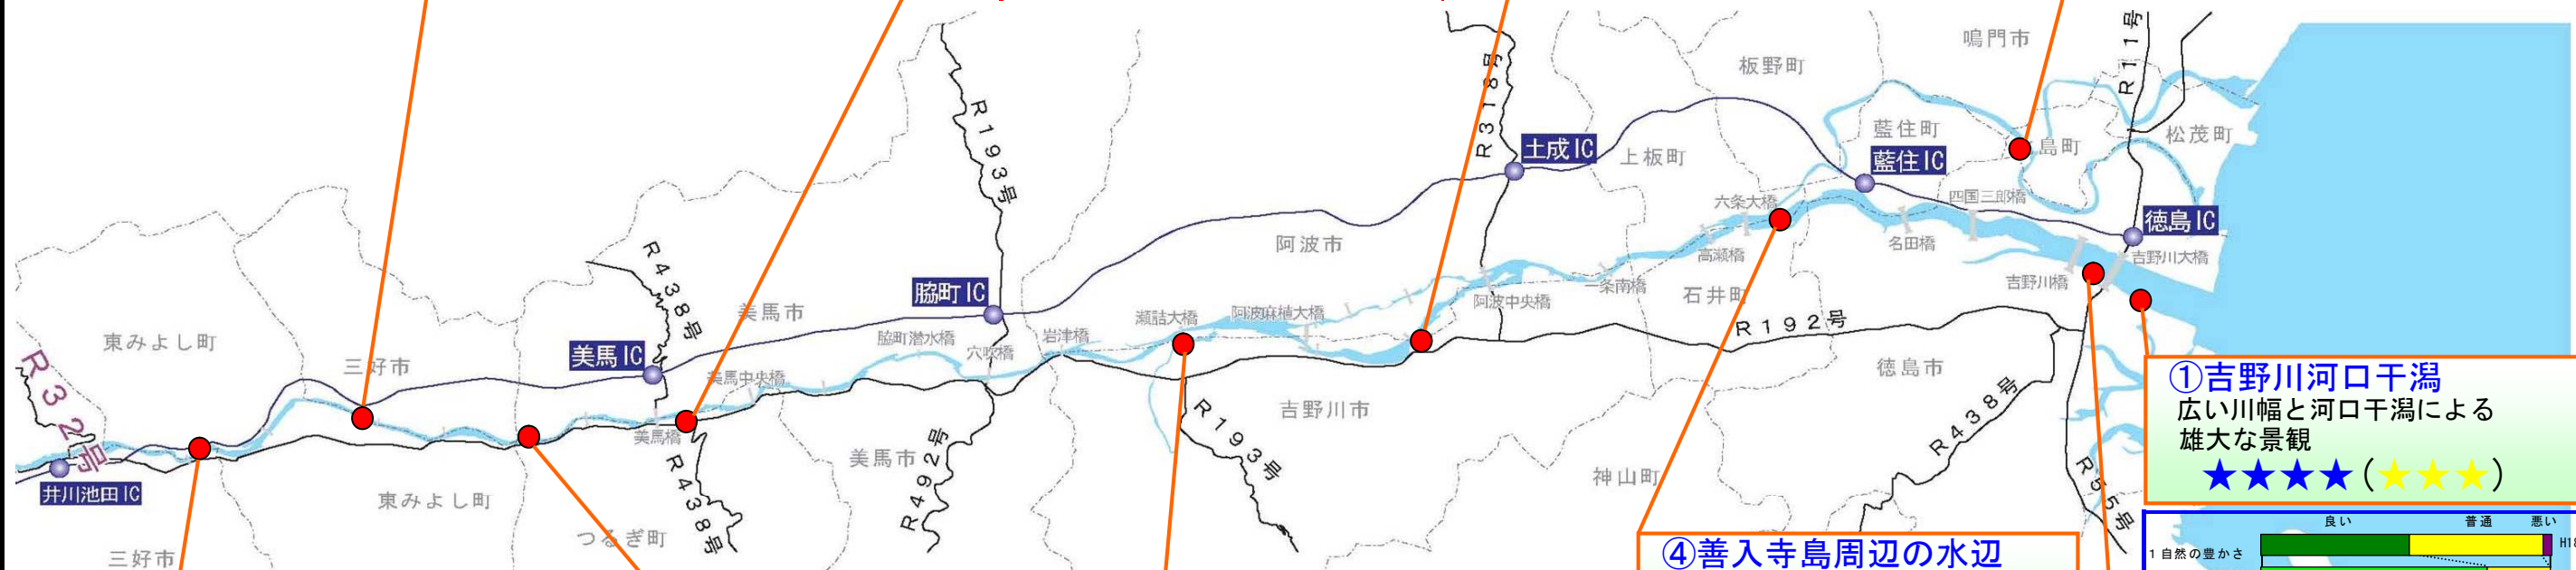 鳴門市
R11号
板野町
R318号
藍住町
島町
松茂町
R193号
土成IC
上板町
藍住IC
六条大橋
四国三郎橋
徳島IC
阿波市
高瀬橋
名田橋
吉野川大橋
R438号
脇町IC
吉野川橋
美馬市
瀬詰大橋
阿波麻植大橋
阿波中央橋
一条南橋
石井町
R192号
東みよし町
脇町潜水橋
穴吹橋
岩津橋
R32号
三好市
美馬IC
美馬中央橋
徳島市
①吉野川河口干潟
広い川幅と河口干潟による
雄大な景観
★★★★(★★★)
吉野川市
R193号
R438号
美馬橋
美馬市
R492号
神山町
R55号
井川池田IC
東みよし町
R438号
つるぎ町
三好市
④善入寺島周辺の水辺
良い 普通 悪い
1自然の豊かさ